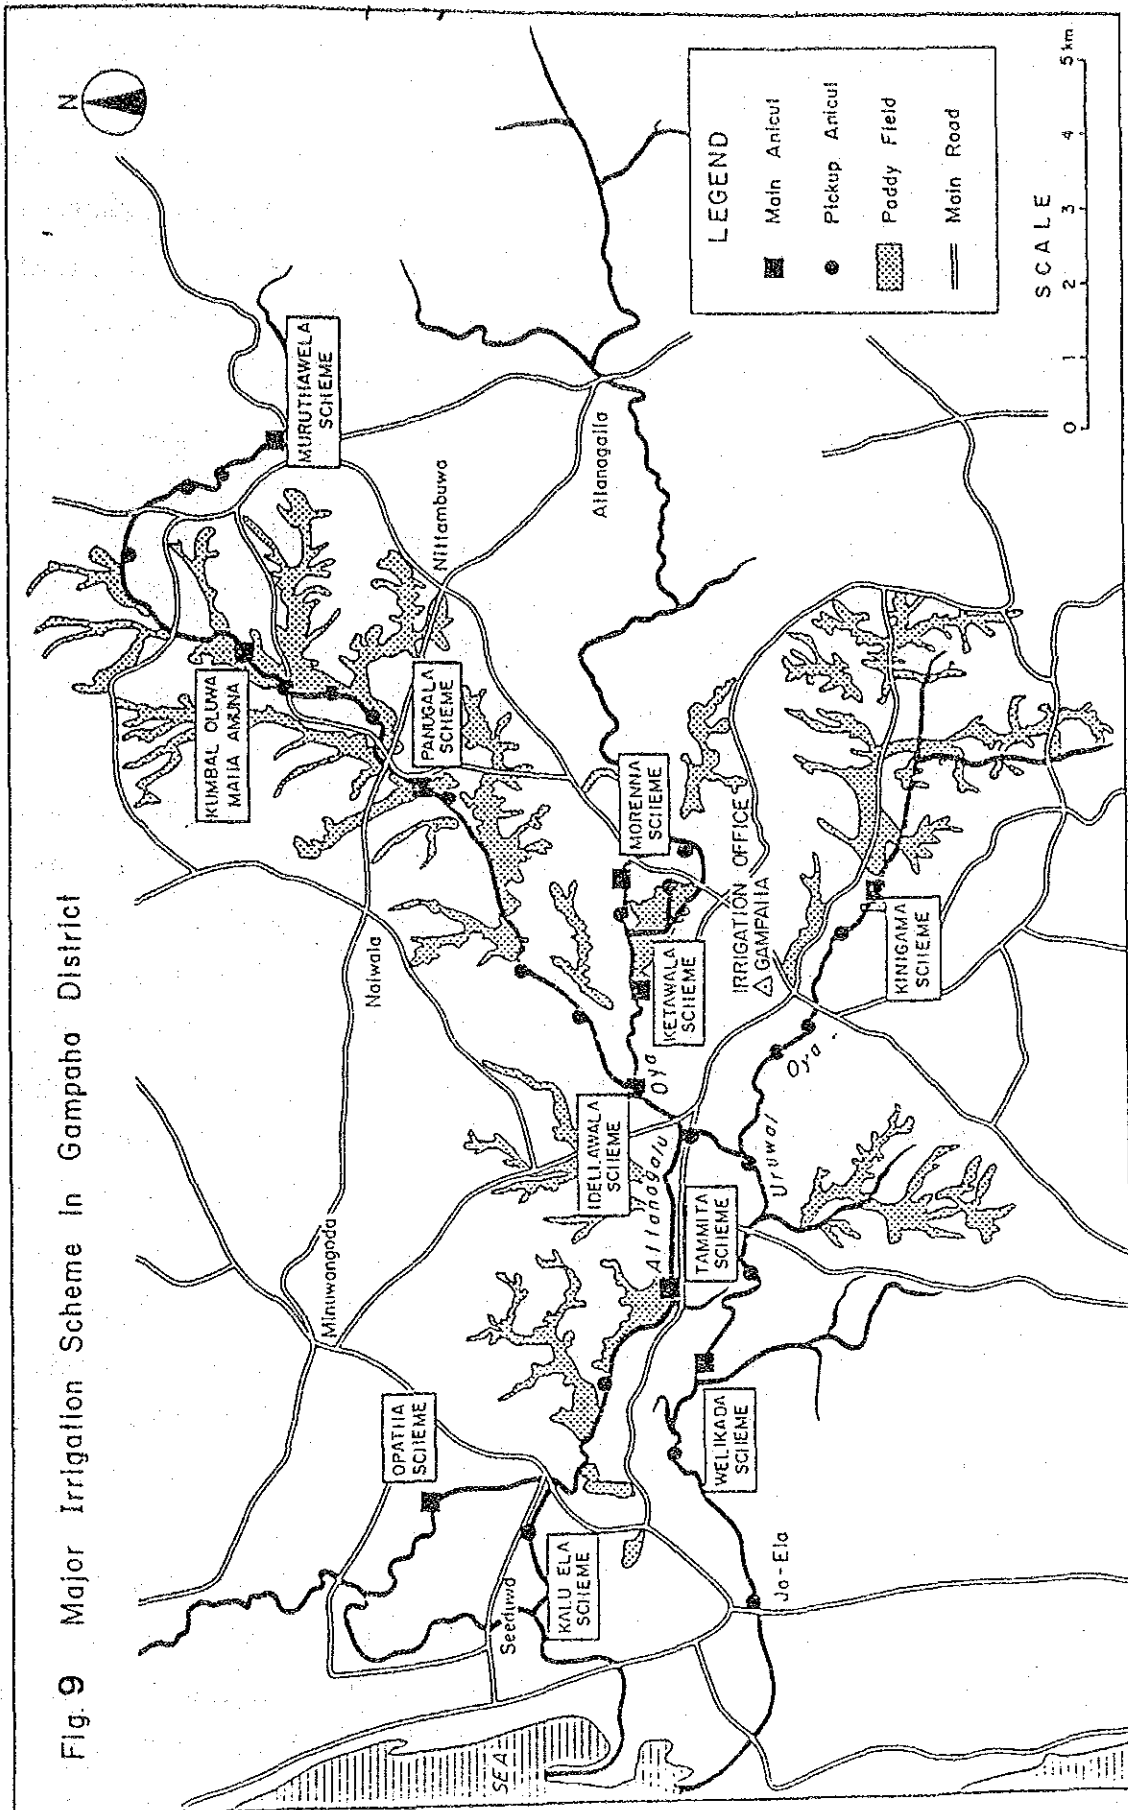 Fig. 9 Major Irrigation Scheme In Gampaha District
N
MURUTHAWELA
SCHEME
KUMBAL OLUWA
MAHA AMUNA
PANUGALA
SCHEME
Nittambuwa
Attanagalla
Naiwala
MORENNA
SCHEME
KETAWALA
SCHEME
IRRIGATION OFFICE
GAMPAHA
KINIGAMA
SCHEME
Minuwangoda
IDELLAWALA
SCHEME
Attanagalu Oya
Uruwal Oya
TAMMITA
SCHEME
WELIKADA
SCHEME
OPATHA
SCHEME
KALU ELA
SCHEME
Seeduwa
Ja-Ela
SEA
LEGEND
Main Anicut
Pickup Anicut
Paddy Field
Main Road
SCALE
0 1 2 3 4 5 km